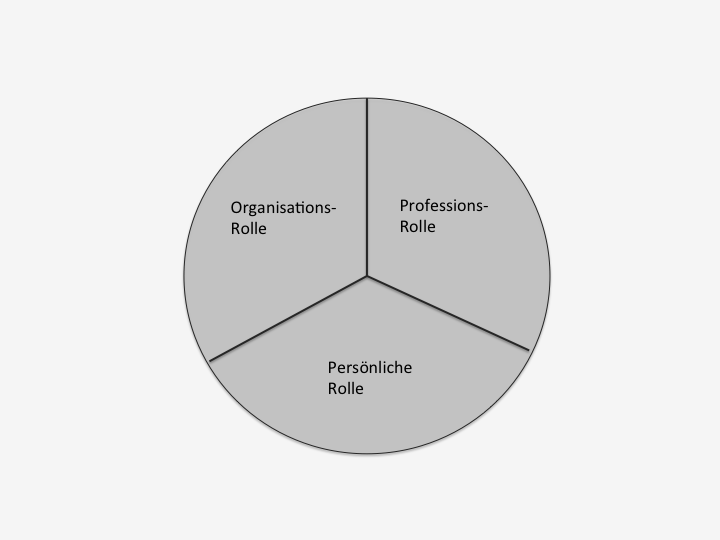 Organisations-
Rolle
Professions-
Rolle
Persönliche
Rolle